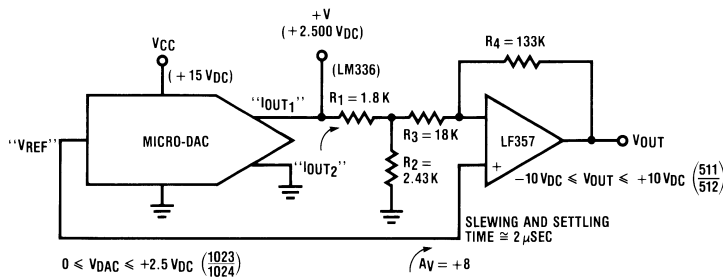 +V
(+2.500 VDC)
VCC
(+15 VDC)
(LM336)
R4 = 133K
"IOUT1"
R1 = 1.8K
"VREF"
MICRO-DAC
R3 = 18K
LF357
VOUT
"IOUT2"
R2 =
2.43K
+
−10 VDC ⩽ VOUT ⩽ +10 VDC (511/512)
SLEWING AND SETTLING
TIME ≅ 2 µSEC
0 ⩽ VDAC ⩽ +2.5 VDC (1023/1024)
AV = +8